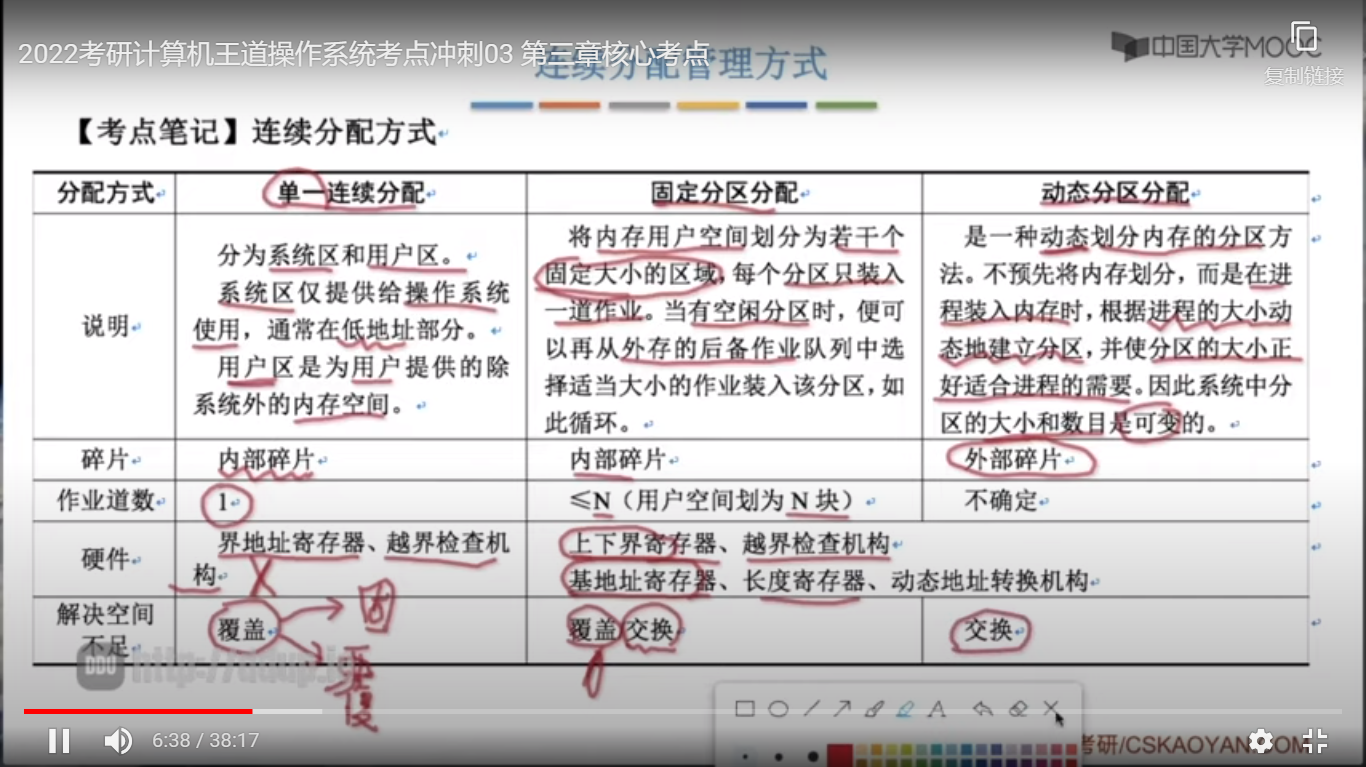 2022考研计算机王道操作系统考点冲刺03 第三章核心考点
连续分配管理方式
中国大学MOOC
复制链接
【考点笔记】连续分配方式
分配方式 单一连续分配 固定分区分配 动态分区分配
说明
分为系统区和用户区。
系统区仅提供给操作系统
使用，通常在低地址部分。
用户区是为用户提供的除
系统外的内存空间。
将内存用户空间划分为若干个
固定大小的区域，每个分区只装入
一道作业。当有空闲分区时，便可
以再从外存的后备作业队列中选
择适当大小的作业装入该分区，如
此循环。
是一种动态划分内存的分区方
法。不预先将内存划分，而是在进
程装入内存时，根据进程的大小动
态地建立分区，并使分区的大小正
好适合进程的需要。因此系统中分
区的大小和数目是可变的。
碎片 内部碎片 内部碎片 外部碎片
作业道数 1 ≤N（用户空间划为 N 块） 不确定
硬件
界地址寄存器、越界检查机
构
上下界寄存器、越界检查机构
基地址寄存器、长度寄存器、动态地址转换机构
解决空间
不足
覆盖 覆盖 交换 交换
DDU http://ddup.i
6:38 / 38:17
A
考研/CSKAOYAN.COM